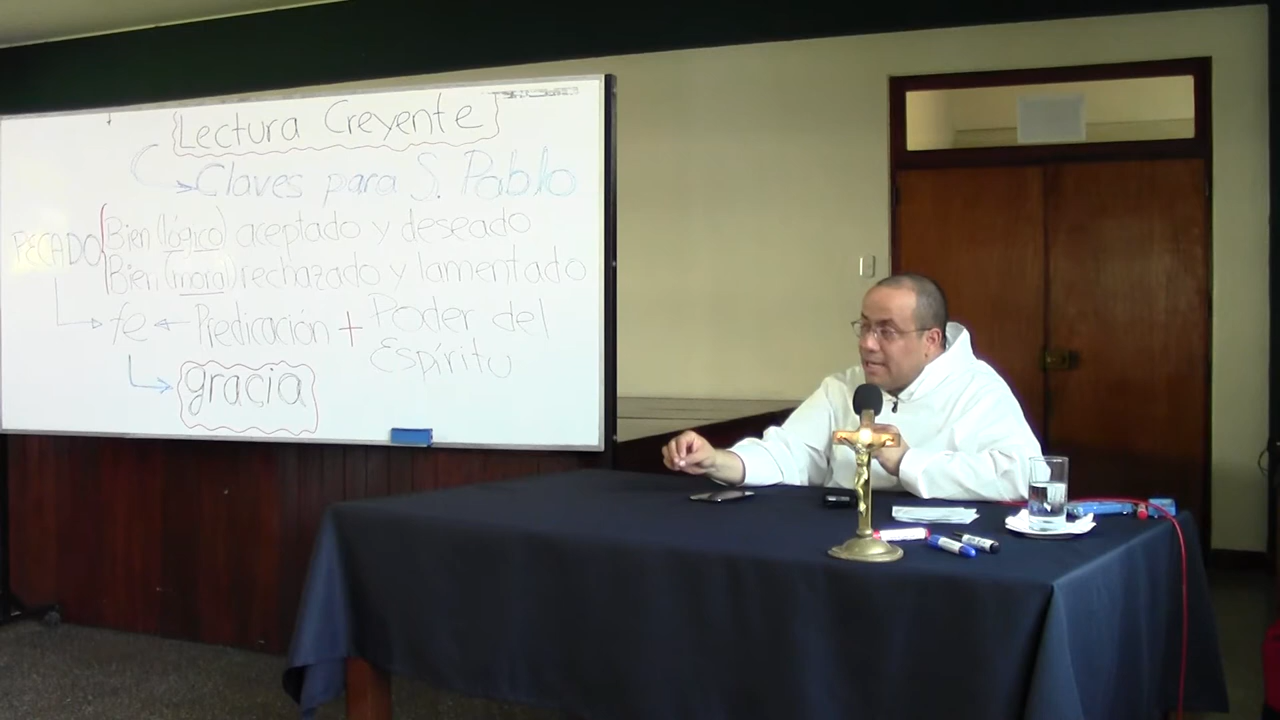 Lectura Creyente
Claves para S. Pablo
PECADO
Bien (lógico) aceptado y deseado
Bien (moral) rechazado y lamentado
fe Predicación + Poder del
Espíritu
gracia